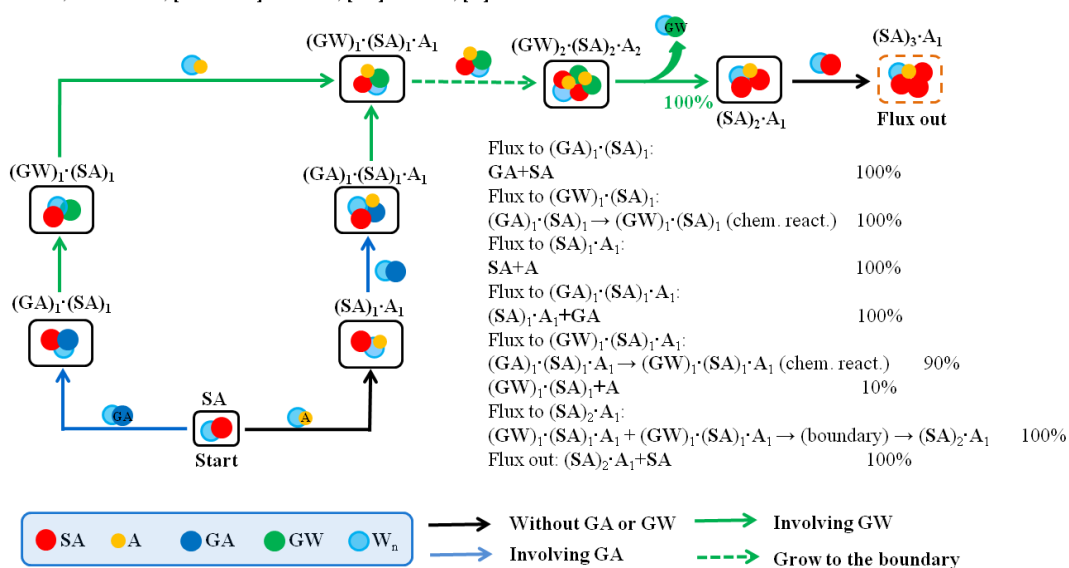 GW
(GW)₁·(SA)₁·A₁
(GW)₂·(SA)₂·A₂
(SA)₃·A₁
100%
(SA)₂·A₁
Flux out
(GW)₁·(SA)₁
(GA)₁·(SA)₁·A₁
(GA)₁·(SA)₁
(SA)₁·A₁
GA
SA
A
Start
Flux to (GA)₁·(SA)₁:
GA+SA 100%
Flux to (GW)₁·(SA)₁:
(GA)₁·(SA)₁ → (GW)₁·(SA)₁ (chem. react.) 100%
Flux to (SA)₁·A₁:
SA+A 100%
Flux to (GA)₁·(SA)₁·A₁:
(SA)₁·A₁+GA 100%
Flux to (GW)₁·(SA)₁·A₁:
(GA)₁·(SA)₁·A₁ → (GW)₁·(SA)₁·A₁ (chem. react.) 90%
(GW)₁·(SA)₁+A 10%
Flux to (SA)₂·A₁:
(GW)₁·(SA)₁·A₁ + (GW)₁·(SA)₁·A₁ → (boundary) → (SA)₂·A₁ 100%
Flux out: (SA)₂·A₁+SA 100%
SA A GA GW Wₙ
Without GA or GW
Involving GW
Involving GA
Grow to the boundary